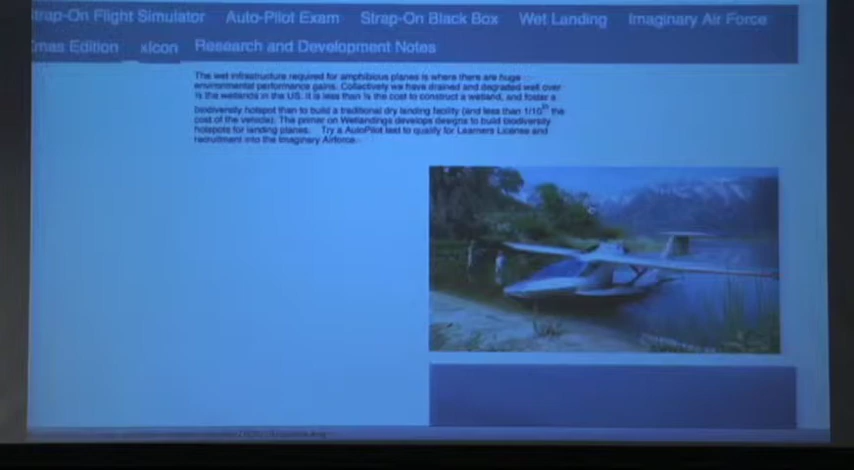 trap-On Flight Simulator Auto-Pilot Exam Strap-On Black Box Wet Landing Imaginary Air Force
mas Edition xIcon Research and Development Notes
The wet infrastructure required for amphibious planes is where there are huge
environmental performance gains. Collectively we have drained and degraded well over
the wetlands in the US. It is less than the cost to construct a wetland, and foster a
biodiversity hotspot than to build a traditional dry landing facility (and less than 1/10th the
cost of the vehicle). The primer on Wetlandings develops designs to build biodiversity
hotspots for landing planes. Try a AutoPilot test to qualify for Learners License and
recruitment into the Imaginary Airforce.